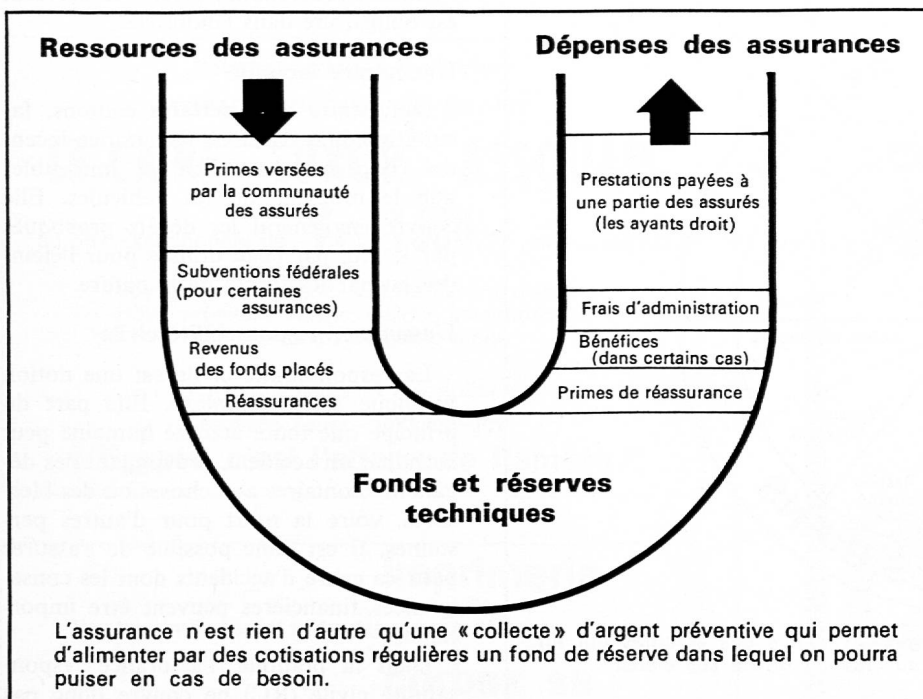 Ressources des assurances
Primes versées
par la communauté
des assurés
Subventions fédérales
(pour certaines
assurances)
Revenus
des fonds placés
Réassurances
Dépenses des assurances
Prestations payées à
une partie des assurés
(les ayants droit)
Frais d'administration
Bénéfices
(dans certains cas)
Primes de réassurance
Fonds et réserves
techniques
L'assurance n'est rien d'autre qu'une «collecte» d'argent préventive qui permet
d'alimenter par des cotisations régulières un fond de réserve dans lequel on pourra
puiser en cas de besoin.